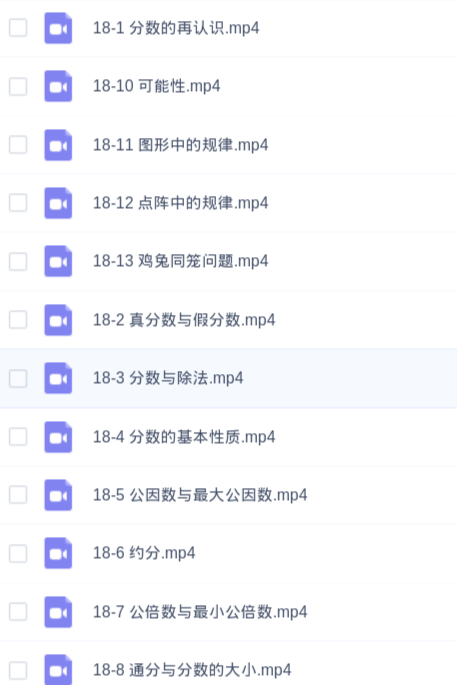 18-1 分数的再认识.mp4
18-10 可能性.mp4
18-11 图形中的规律.mp4
18-12 点阵中的规律.mp4
18-13 鸡兔同笼问题.mp4
18-2 真分数与假分数.mp4
18-3 分数与除法.mp4
18-4 分数的基本性质.mp4
18-5 公因数与最大公因数.mp4
18-6 约分.mp4
18-7 公倍数与最小公倍数.mp4
18-8 通分与分数的大小.mp4